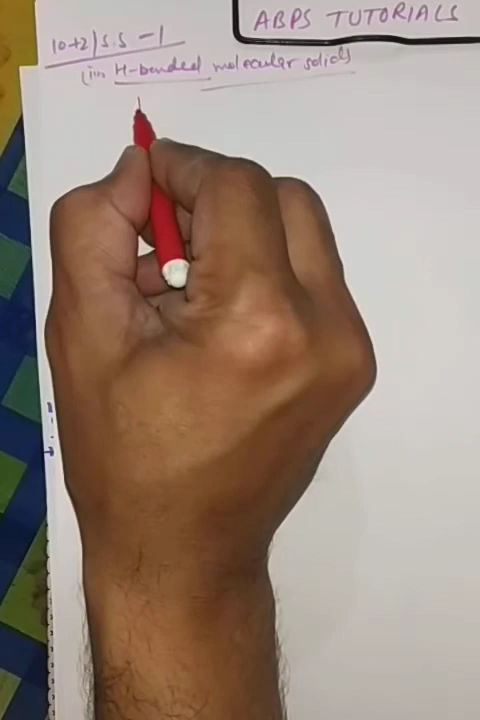 ABPS TUTORIALS
10+2) S.S -1
(iii) H-bonded molecular solids